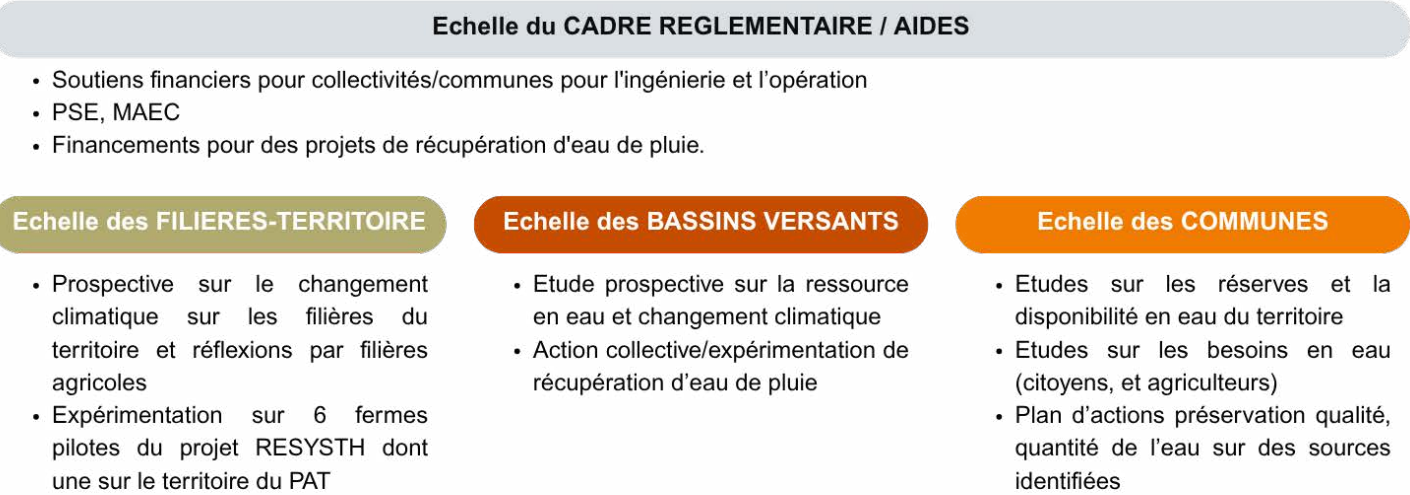 Echelle du CADRE REGLEMENTAIRE / AIDES
• Soutiens financiers pour collectivités/communes pour l'ingénierie et l’opération
• PSE, MAEC
• Financements pour des projets de récupération d'eau de pluie.
Echelle des FILIERES-TERRITOIRE
• Prospective sur le changement
climatique sur les filières du
territoire et réflexions par filières
agricoles
• Expérimentation sur 6 fermes
pilotes du projet RESYSTH dont
une sur le territoire du PAT
Echelle des BASSINS VERSANTS
• Etude prospective sur la ressource
en eau et changement climatique
• Action collective/expérimentation de
récupération d’eau de pluie
Echelle des COMMUNES
• Etudes sur les réserves et la
disponibilité en eau du territoire
• Etudes sur les besoins en eau
(citoyens, et agriculteurs)
• Plan d’actions préservation qualité,
quantité de l’eau sur des sources
identifiées